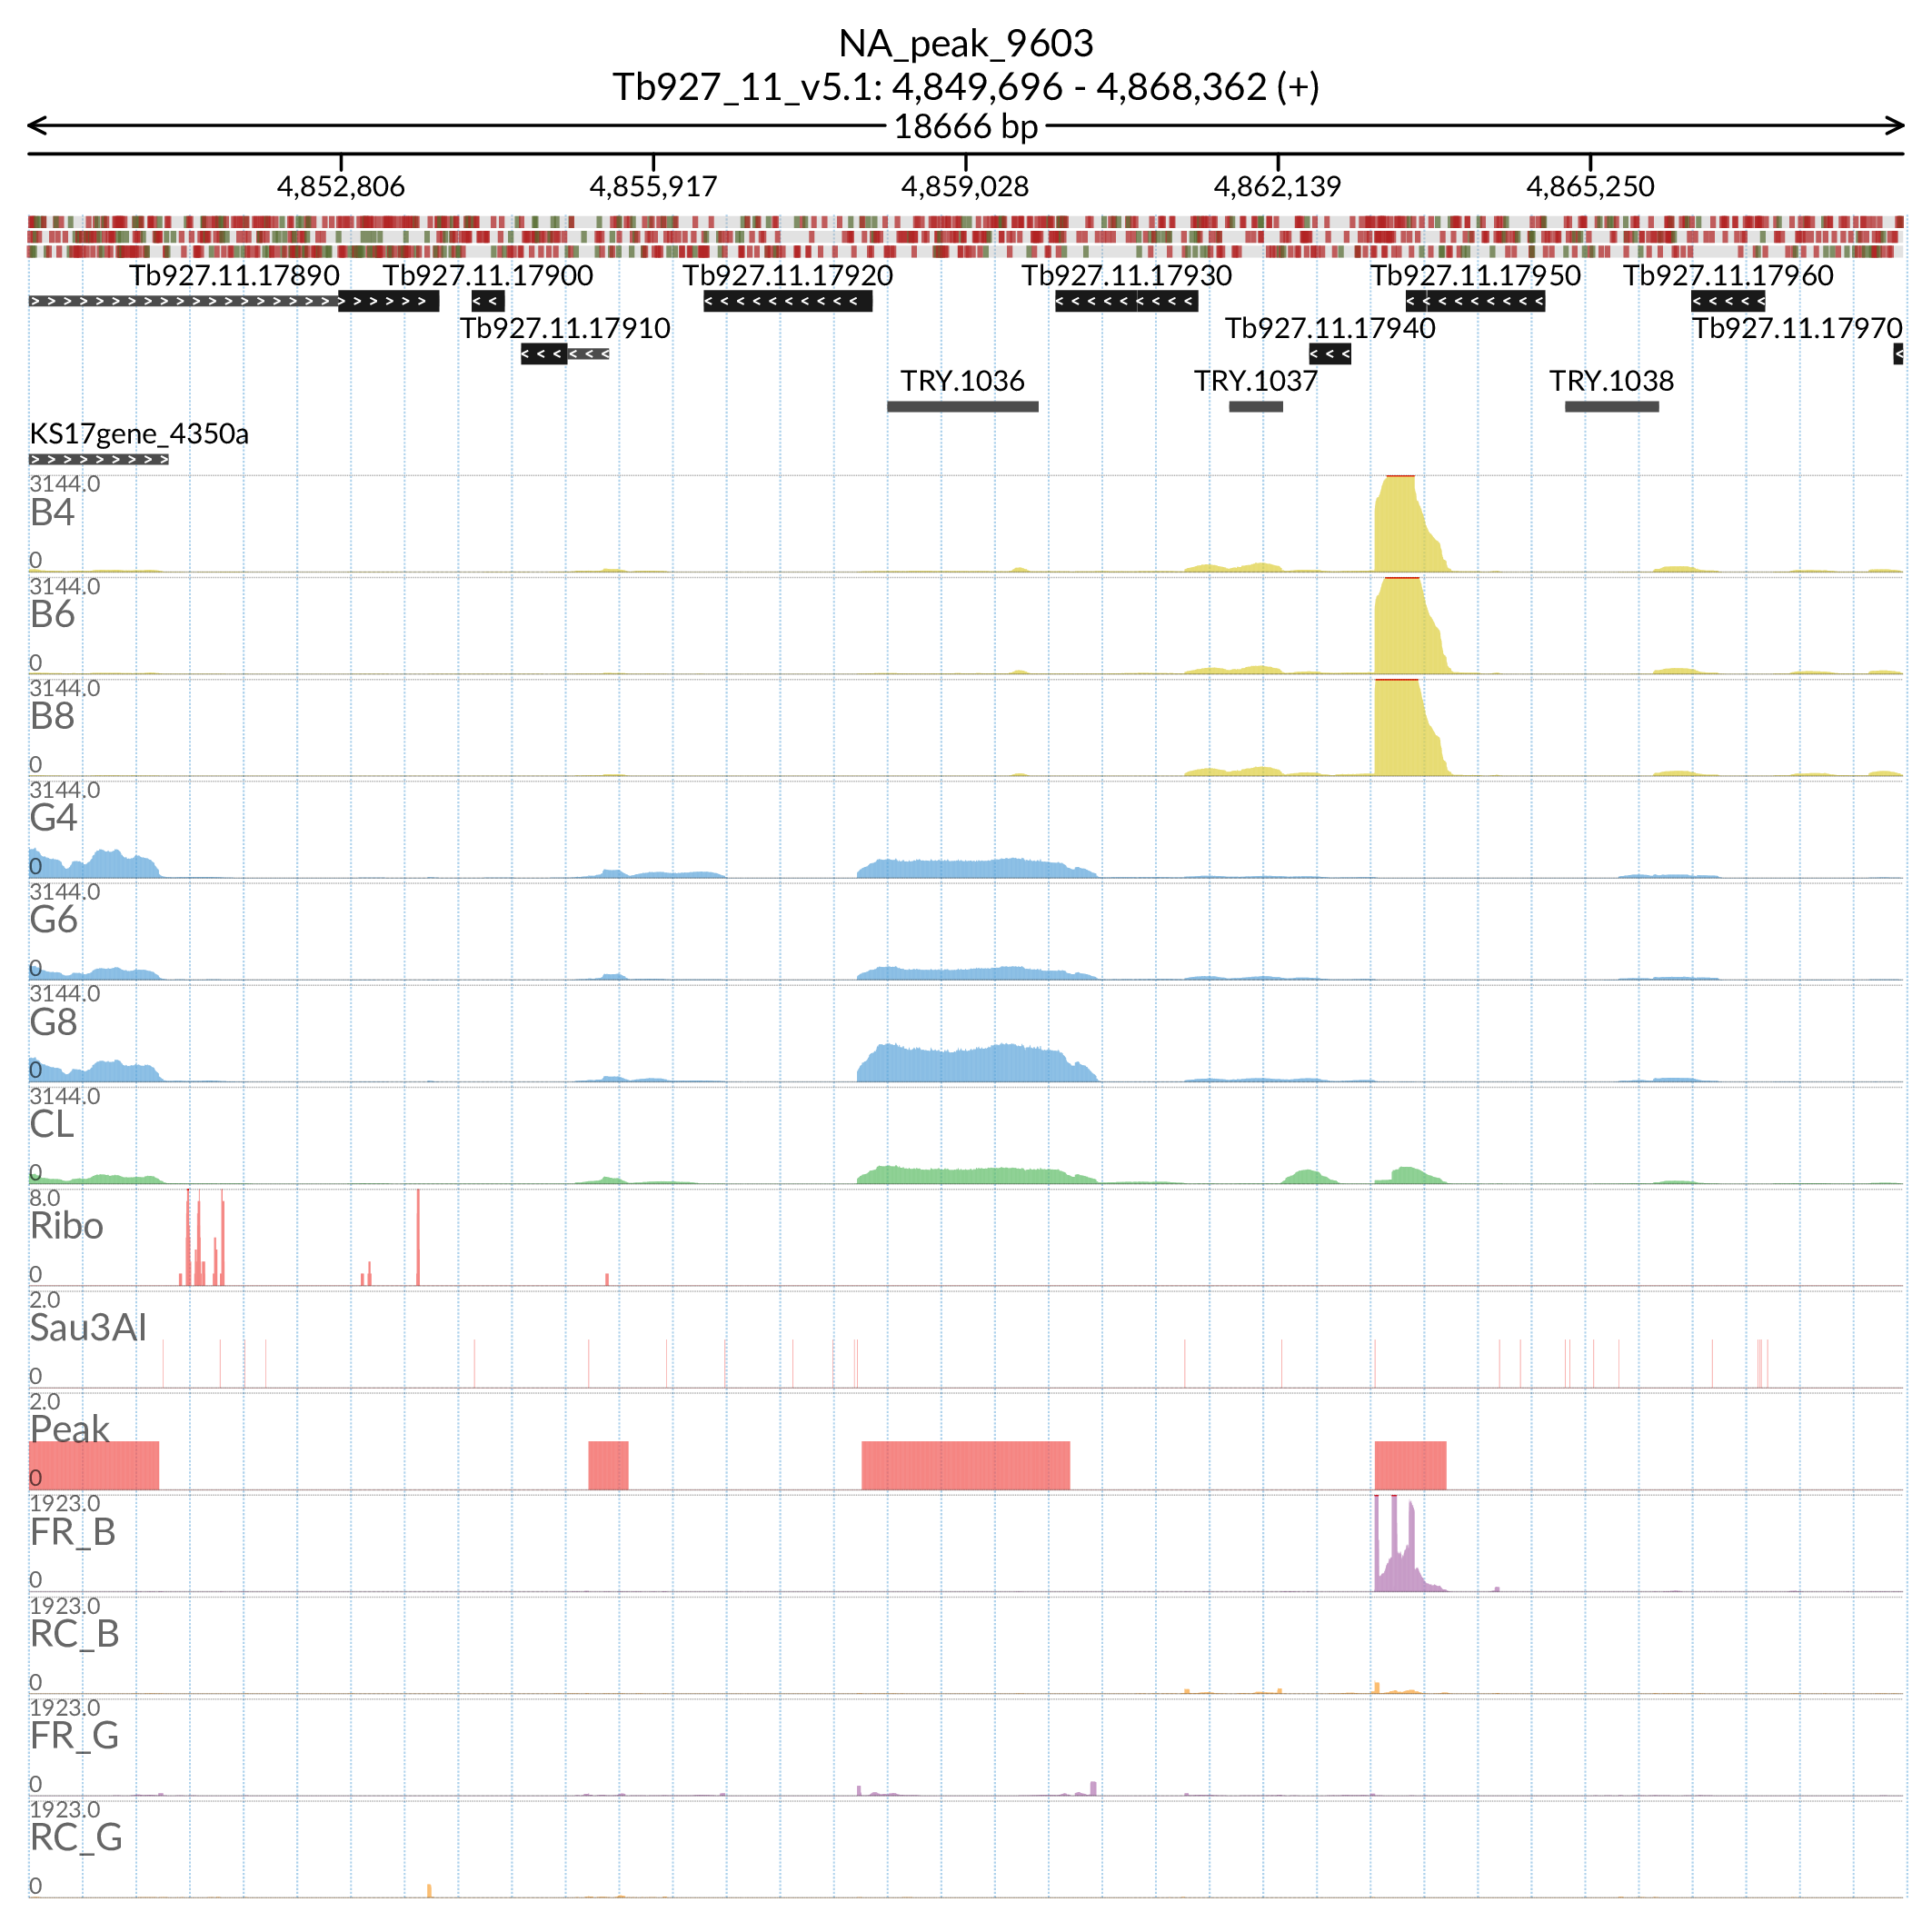 NA_peak_9603
Tb927_11_v5.1: 4,849,696 - 4,868,362 (+)
18666 bp
4,852,806 4,855,917 4,859,028 4,862,139 4,865,250
Tb927.11.17890 Tb927.11.17900 Tb927.11.17920 Tb927.11.17930 Tb927.11.17950 Tb927.11.17960
Tb927.11.17910 Tb927.11.17940 Tb927.11.17970
TRY.1036 TRY.1037 TRY.1038
KS17gene_4350a
3144.0
B4
0
3144.0
B6
0
3144.0
B8
0
3144.0
G4
0
3144.0
G6
0
3144.0
G8
0
3144.0
CL
0
8.0
Ribo
0
2.0
Sau3AI
0
2.0
Peak
0
1923.0
FR_B
0
1923.0
RC_B
0
1923.0
FR_G
0
1923.0
RC_G
0